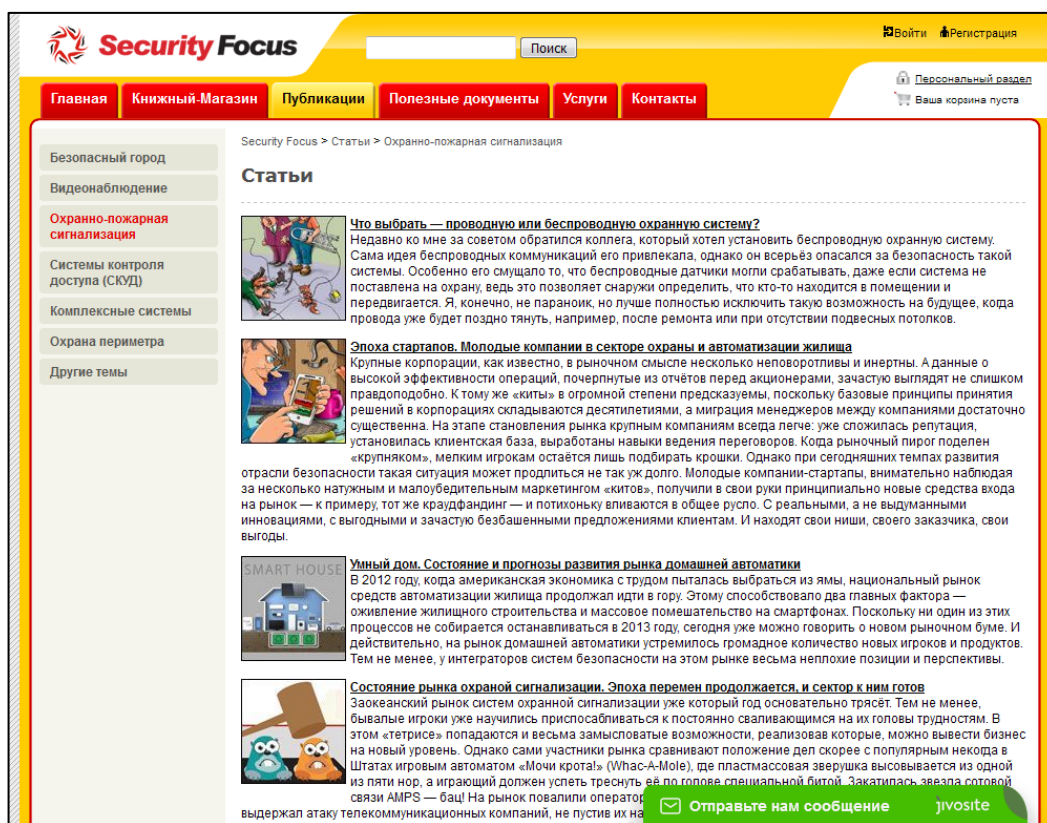 Security Focus
Поиск
Войти Регистрация
Персональный раздел
Ваша корзина пуста
Главная Книжный-Магазин Публикации Полезные документы Услуги Контакты
Безопасный город
Видеонаблюдение
Охранно-пожарная
сигнализация
Системы контроля
доступа (СКУД)
Комплексные системы
Охрана периметра
Другие темы
Security Focus > Статьи > Охранно-пожарная сигнализация
Статьи
Что выбрать — проводную или беспроводную охранную систему?
Недавно ко мне за советом обратился коллега, который хотел установить беспроводную охранную систему.
Сама идея беспроводных коммуникаций его привлекала, однако он всерьёз опасался за безопасность такой
системы. Особенно его смущало то, что беспроводные датчики могли срабатывать, даже если система не
поставлена на охрану, ведь это позволяет снаружи определить, что кто-то находится в помещении и
передвигается. Я, конечно, не параноик, но лучше полностью исключить такую возможность на будущее, когда
провода уже будет поздно тянуть, например, после ремонта или при отсутствии подвесных потолков.
Эпоха стартапов. Молодые компании в секторе охраны и автоматизации жилища
Крупные корпорации, как известно, в рыночном смысле несколько неповоротливы и инертны. А данные о
высокой эффективности операций, почерпнутые из отчётов перед акционерами, зачастую выглядят не слишком
правдоподобно. К тому же «киты» в огромной степени предсказуемы, поскольку базовые принципы принятия
решений в корпорациях складываются десятилетиями, а миграция менеджеров между компаниями достаточно
существенна. На этапе становления рынка крупным компаниям всегда легче: уже сложилась репутация,
установилась клиентская база, выработаны навыки ведения переговоров. Когда рыночный пирог поделен
«крупняком», мелким игрокам остаётся лишь подбирать крошки. Однако при сегодняшних темпах развития
отрасли безопасности такая ситуация может продлиться не так уж долго. Молодые компании-стартапы, внимательно наблюдая
за несколько натужным и малоубедительным маркетингом «китов», получили в свои руки принципиально новые средства входа
на рынок — к примеру, тот же краудфандинг — и потихоньку вливаются в общее русло. С реальными, а не выдуманными
инновациями, с выгодными и зачастую безбашенными предложениями клиентам. И находят свои ниши, своего заказчика, свои
выгоды.
SMART HOUSE
Умный дом. Состояние и прогнозы развития рынка домашней автоматики
В 2012 году, когда американская экономика с трудом пыталась выбраться из ямы, национальный рынок
средств автоматизации жилища продолжал идти в гору. Этому способствовало два главных фактора —
оживление жилищного строительства и массовое помешательство на смартфонах. Поскольку ни один из этих
процессов не собирается останавливаться в 2013 году, сегодня уже можно говорить о новом рыночном буме. И
действительно, на рынок домашней автоматики устремилось громадное количество новых игроков и продуктов.
Тем не менее, у интеграторов систем безопасности на этом рынке весьма неплохие позиции и перспективы.
Состояние рынка охраной сигнализации. Эпоха перемен продолжается, и сектор к ним готов
Заокеанский рынок систем охранной сигнализации уже который год основательно трясёт. Тем не менее,
бывалые игроки уже научились приспосабливаться к постоянно сваливающимся на их головы трудностям. В
этом «тетрисе» попадаются и весьма замысловатые возможности, реализовав которые, можно вывести бизнес
на новый уровень. Однако сами участники рынка сравнивают положение дел скорее с популярным некогда в
Штатах игровым автоматом «Мочи крота!» (Whac-A-Mole), где пластмассовая зверушка высовывается из одной
из пяти нор, а играющий должен успеть треснуть её по голове специальной битой. Закатилась звезда сотовой
связи AMPS — бац! На рынок повалили оператор
выдержал атаку телекоммуникационных компаний, не пустив их на
Отправьте нам сообщение jivosite